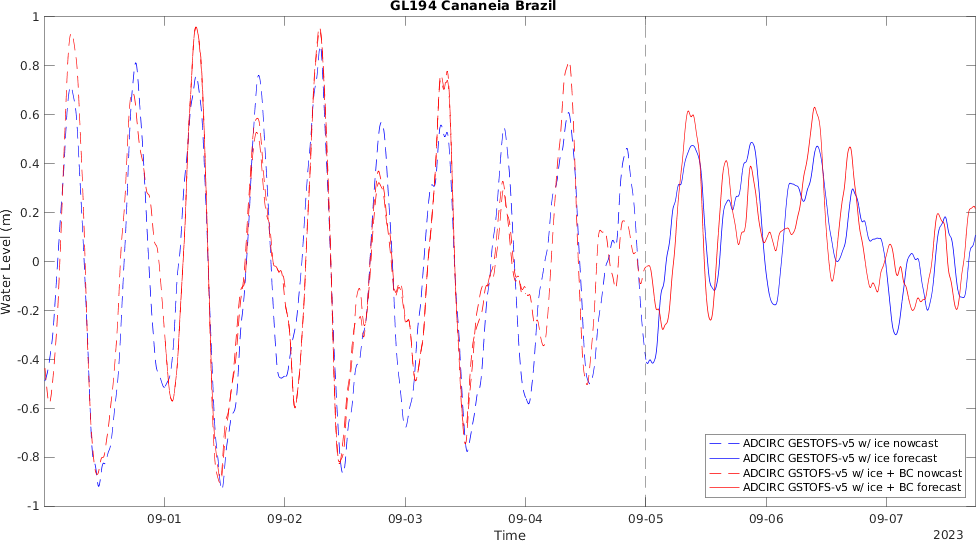 GL194 Cananeia Brazil
1
0.8
0.6
0.4
0.2
0
-0.2
-0.4
-0.6
-0.8
-1
Water Level (m)
ADCIRC GESTOFS-v5 w/ ice nowcast
ADCIRC GESTOFS-v5 w/ ice forecast
ADCIRC GSTOFS-v5 w/ ice + BC nowcast
ADCIRC GSTOFS-v5 w/ ice + BC forecast
09-01 09-02 09-03 09-04 09-05 09-06 09-07
Time
2023